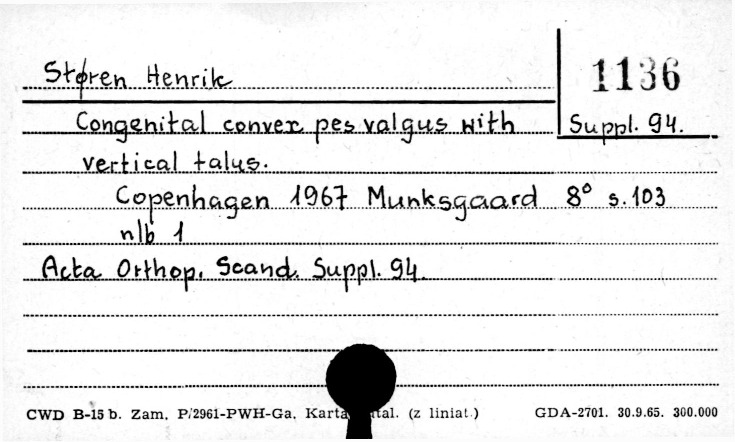 Støren Henrik
1136
Congenital convex pes valgus with
Suppl. 94.
vertical talus.
Copenhagen 1967 Munksgaard 8° s. 103
nlb 1
Acta Orthop. Scand. Suppl. 94.
CWD B-15 b. Zam. P/2961-PWH-Ga, Karta tal. (z liniat.) GDA-2701. 30.9.65. 300.000